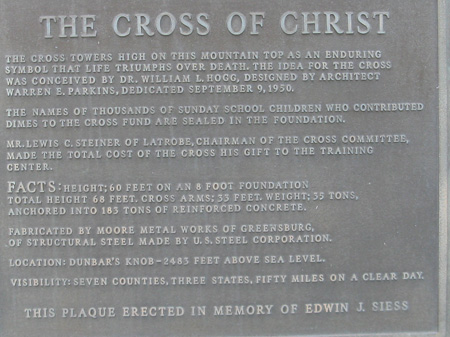 THE CROSS OF CHRIST
THE CROSS TOWERS HIGH ON THIS MOUNTAIN TOP AS AN ENDURING
SYMBOL THAT LIFE TRIUMPHS OVER DEATH. THE IDEA FOR THE CROSS
WAS CONCEIVED BY DR. WILLIAM L. HOGG, DESIGNED BY ARCHITECT
WARREN E. PARKINS, DEDICATED SEPTEMBER 9, 1950.
THE NAMES OF THOUSANDS OF SUNDAY SCHOOL CHILDREN WHO CONTRIBUTED
DIMES TO THE CROSS FUND ARE SEALED IN THE FOUNDATION.
MR. LEWIS C. STEINER OF LATROBE, CHAIRMAN OF THE CROSS COMMITTEE,
MADE THE TOTAL COST OF THE CROSS HIS GIFT TO THE TRAINING
CENTER.
FACTS: HEIGHT; 60 FEET ON AN 8 FOOT FOUNDATION
TOTAL HEIGHT 68 FEET. CROSS ARMS; 33 FEET. WEIGHT; 35 TONS,
ANCHORED INTO 183 TONS OF REINFORCED CONCRETE.
FABRICATED BY MOORE METAL WORKS OF GREENSBURG,
OF STRUCTURAL STEEL MADE BY U.S. STEEL CORPORATION.
LOCATION: DUNBAR'S KNOB-2483 FEET ABOVE SEA LEVEL.
VISIBILITY: SEVEN COUNTIES, THREE STATES, FIFTY MILES ON A CLEAR DAY.
THIS PLAQUE ERECTED IN MEMORY OF EDWIN J. SIESS